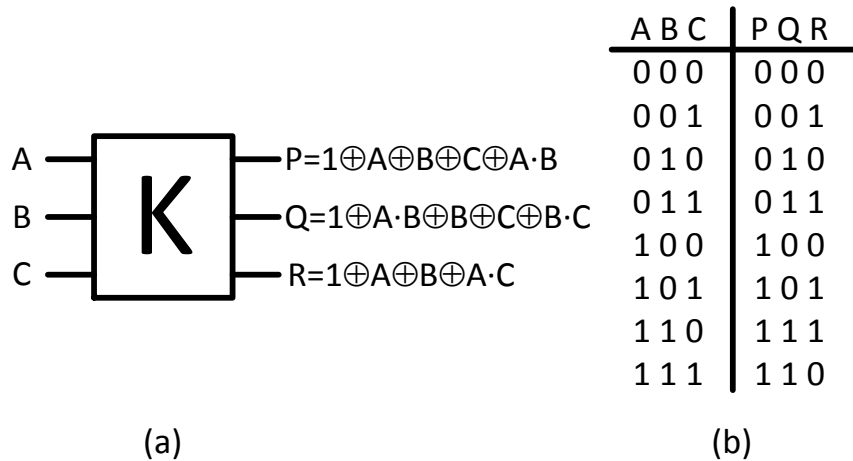 A
B
C
K
P=1⊕A⊕B⊕C⊕A·B
Q=1⊕A·B⊕B⊕C⊕B·C
R=1⊕A⊕B⊕A·C
(a)
A B C P Q R
0 0 0 0 0 0
0 0 1 0 0 1
0 1 0 0 1 0
0 1 1 0 1 1
1 0 0 1 0 0
1 0 1 1 0 1
1 1 0 1 1 1
1 1 1 1 1 0
(b)